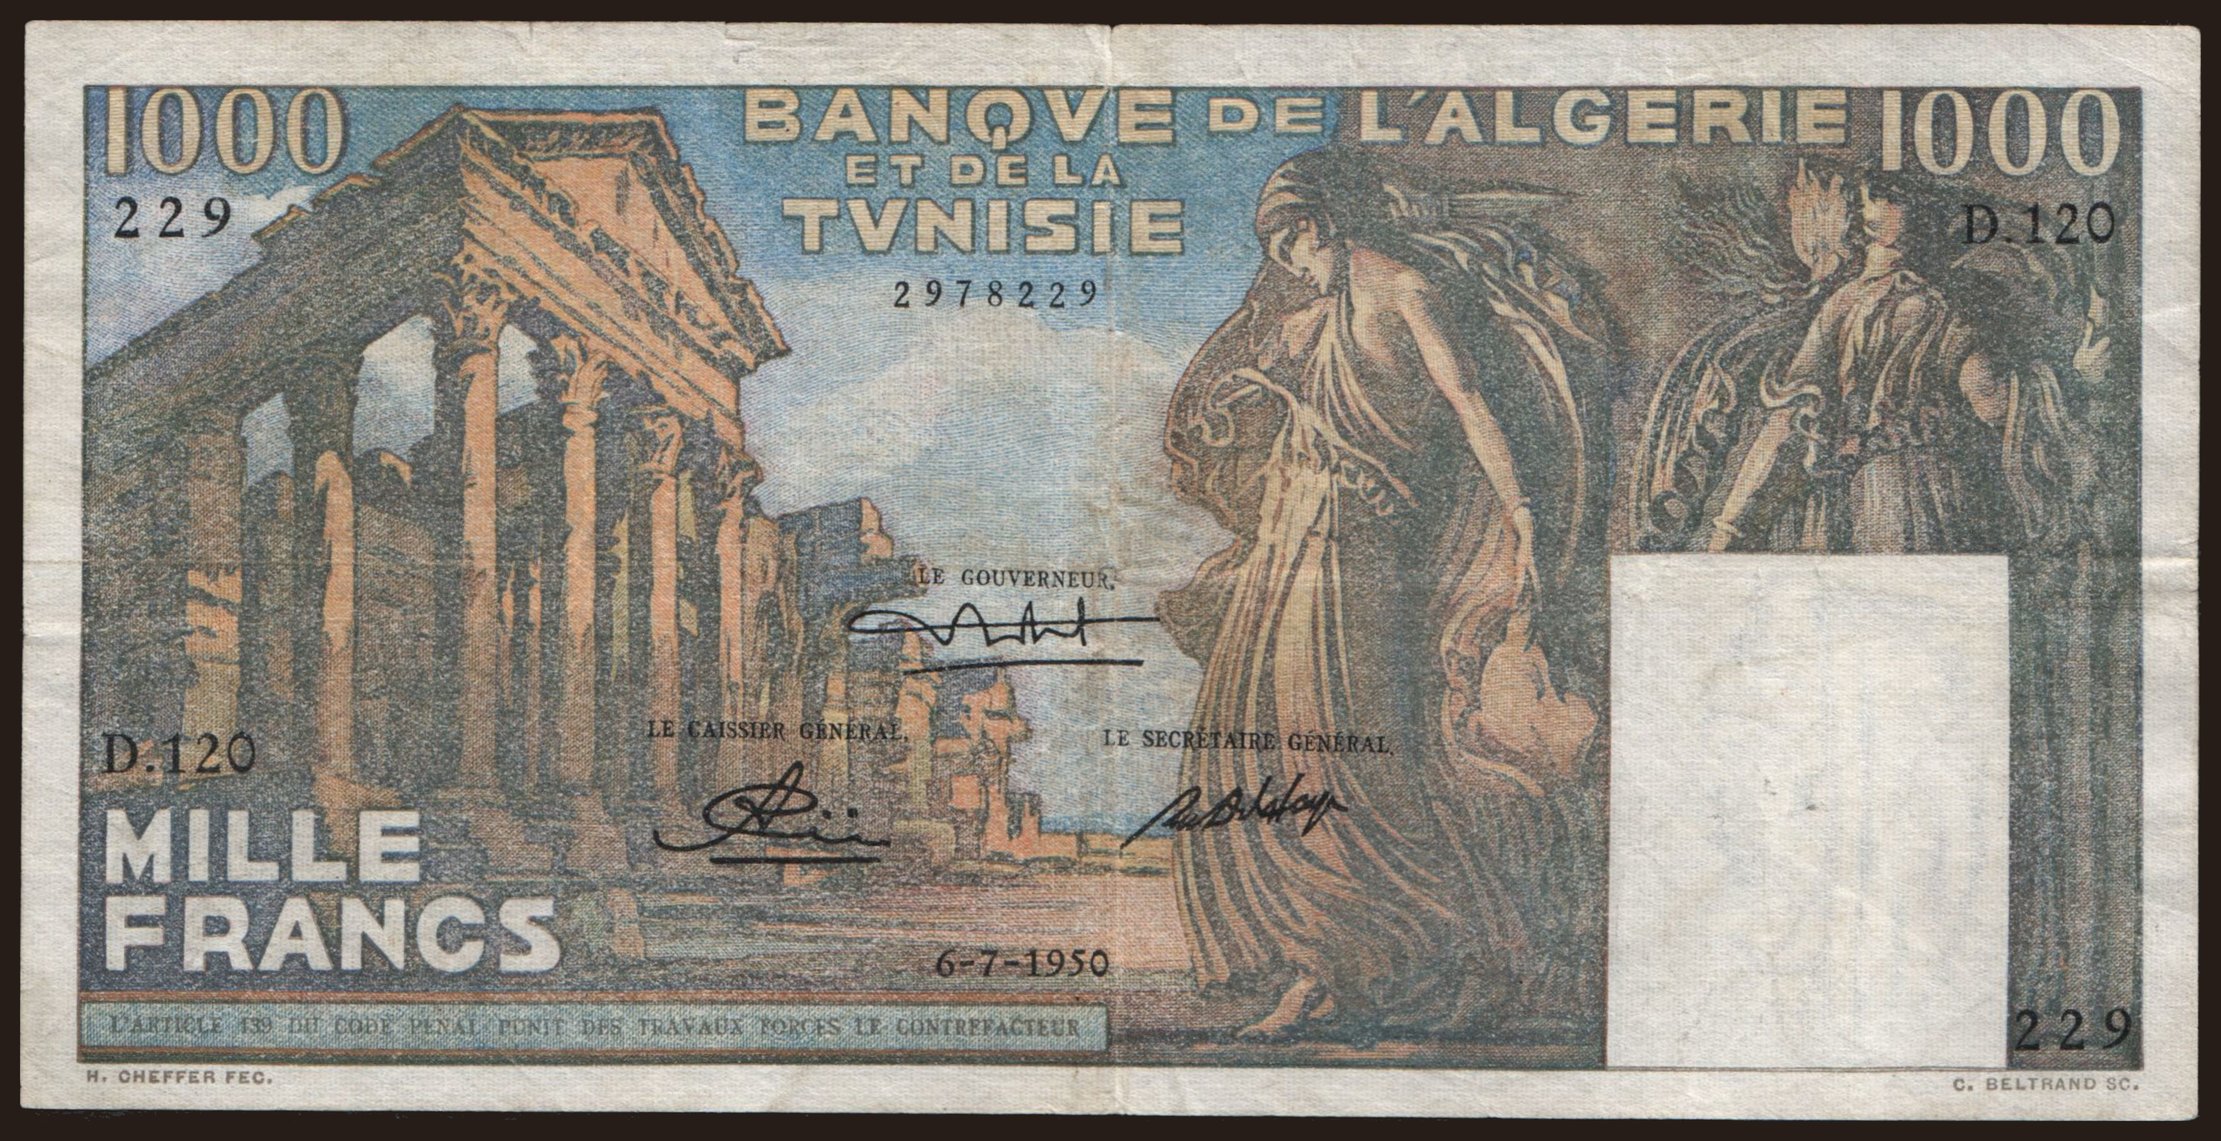 1000
BANQVE DE L'ALGERIE
1000
ET DE LA
TVNISIE
229
D.120
2978229
LE GOUVERNEUR,
LE CAISSIER GÉNÉRAL,
LE SECRÉTAIRE GÉNÉRAL,
D.120
MILLE
FRANCS
6-7-1950
229
L'ARTICLE 139 DU CODE PENAL PUNIT DES TRAVAUX FORCES LE CONTREFACTEUR
H. CHEFFER FEC.
C. BELTRAND SC.